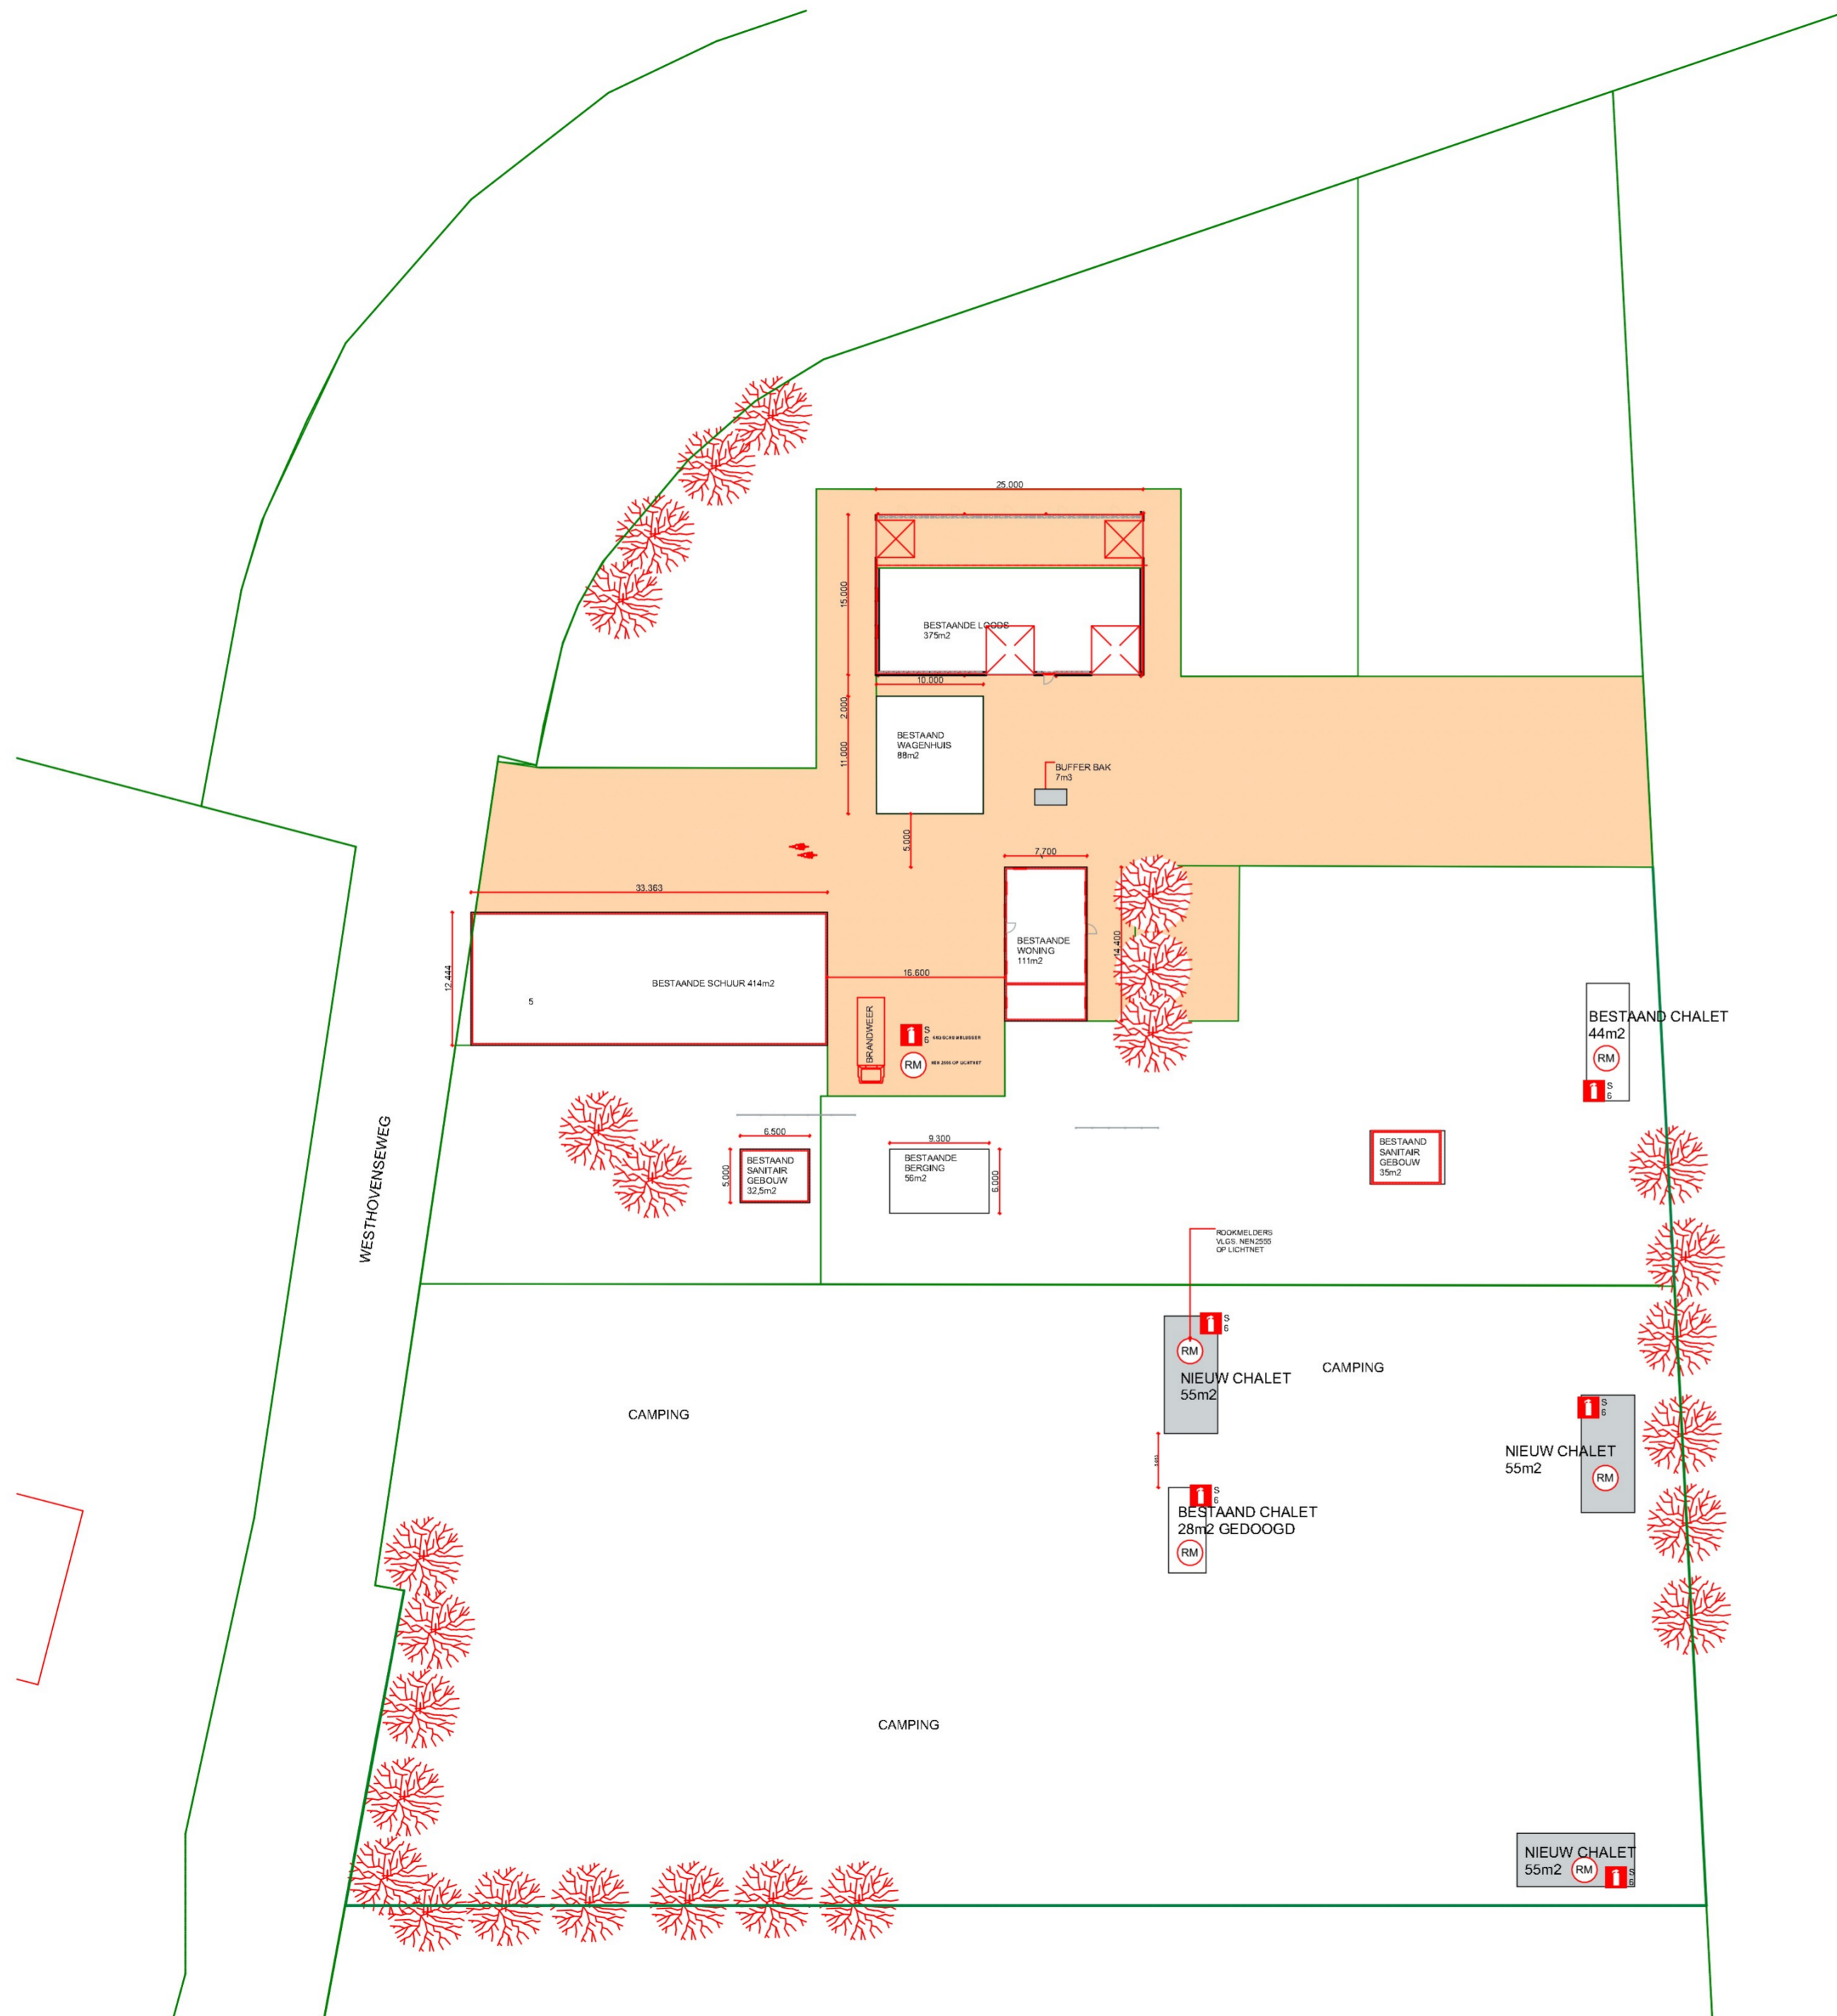 25.000
15.000
BESTAANDE LOODS
375m2
10.000
2.000
11.000
BESTAAND
WAGENHUIS
88m2
BUFFER BAK
7m3
5.000
7.700
33.363
12.444
BESTAANDE SCHUUR 414m2
5
16.600
BESTAANDE
WONING
111m2
14.400
BRANDWEER
S
6
RM
BESTAAND CHALET
44m2
RM
S
6
WESTHOVENSEWEG
6.500
5.000
BESTAAND
SANITAIR
GEBOUW
32,5m2
9.300
BESTAANDE
BERGING
56m2
6.000
BESTAAND
SANITAIR
GEBOUW
35m2
ROOKMELDERS
VLGS. NEN2555
OP LICHTNET
S
6
RM
NIEUW CHALET
55m2
CAMPING
CAMPING
S
6
NIEUW CHALET
55m2
RM
S
6
BESTAAND CHALET
28m2 GEDOOGD
RM
CAMPING
NIEUW CHALET
55m2
RM
S
6